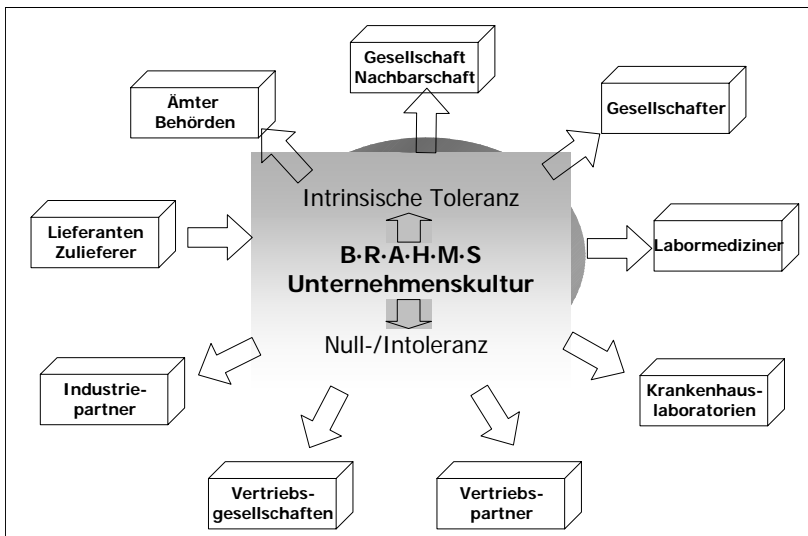 Gesellschaft
Nachbarschaft
Ämter
Behörden
Gesellschafter
Intrinsische Toleranz
Lieferanten
Zulieferer
B·R·A·H·M·S
Unternehmenskultur
Labormediziner
Null-/Intoleranz
Industrie-
partner
Krankenhaus-
laboratorien
Vertriebs-
gesellschaften
Vertriebs-
partner